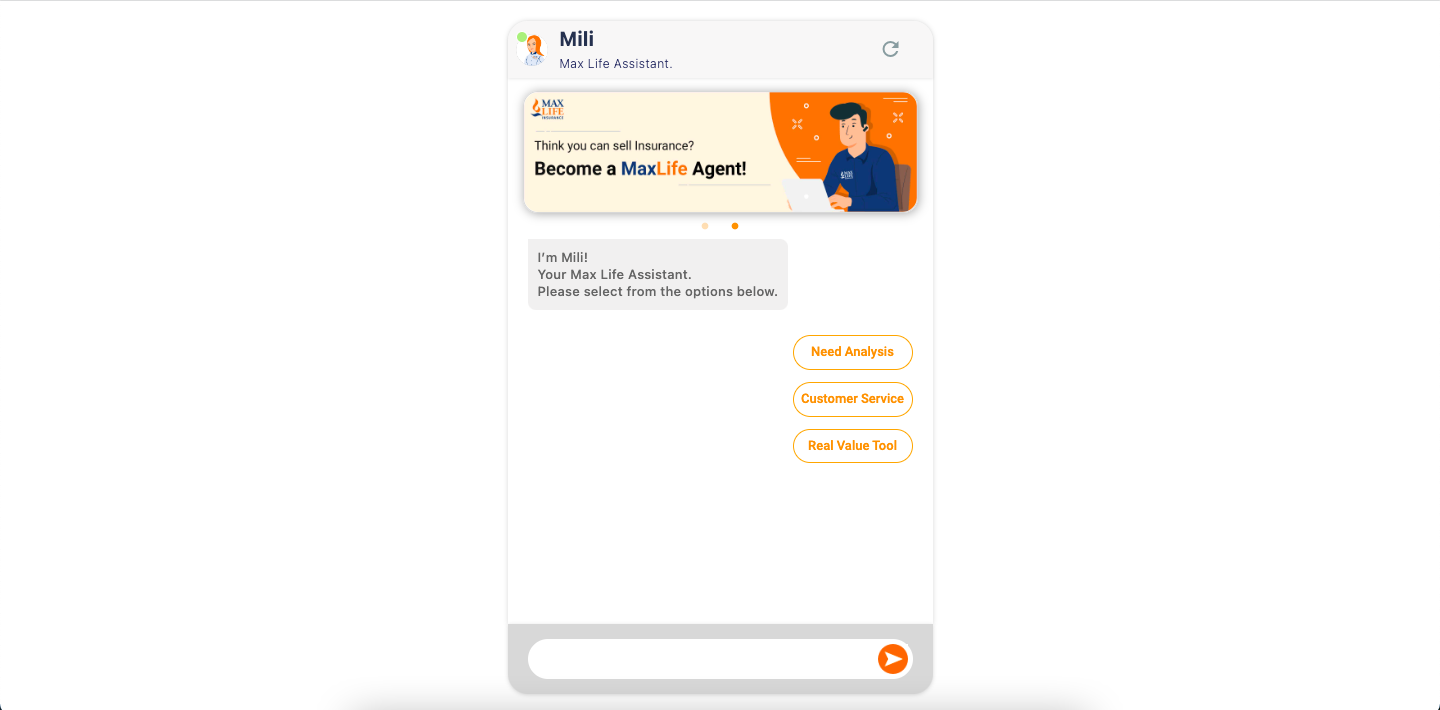 Mili
Max Life Assistant.
MAX
LIFE
INSURANCE
Think you can sell Insurance?
Become a MaxLife Agent!
I'm Mili!
Your Max Life Assistant.
Please select from the options below.
Need Analysis
Customer Service
Real Value Tool